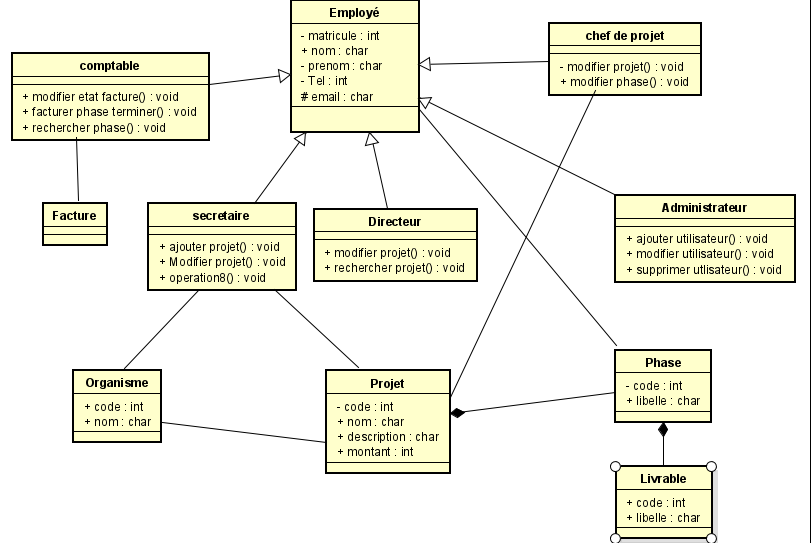 Employé
- matricule : int
+ nom : char
- prenom : char
- Tel : int
# email : char
chef de projet
- modifier projet() : void
+ modifier phase() : void
comptable
+ modifier etat facture() : void
+ facturer phase terminer() : void
+ rechercher phase() : void
Facture
secretaire
+ ajouter projet() : void
+ Modifier projet() : void
+ operation8() : void
Directeur
+ modifier projet() : void
+ rechercher projet() : void
Administrateur
+ ajouter utilisateur() : void
+ modifier utilisateur() : void
+ supprimer utlisateur() : void
Organisme
+ code : int
+ nom : char
Projet
- code : int
+ nom : char
+ description : char
+ montant : int
Phase
- code : int
+ libelle : char
Livrable
+ code : int
+ libelle : char